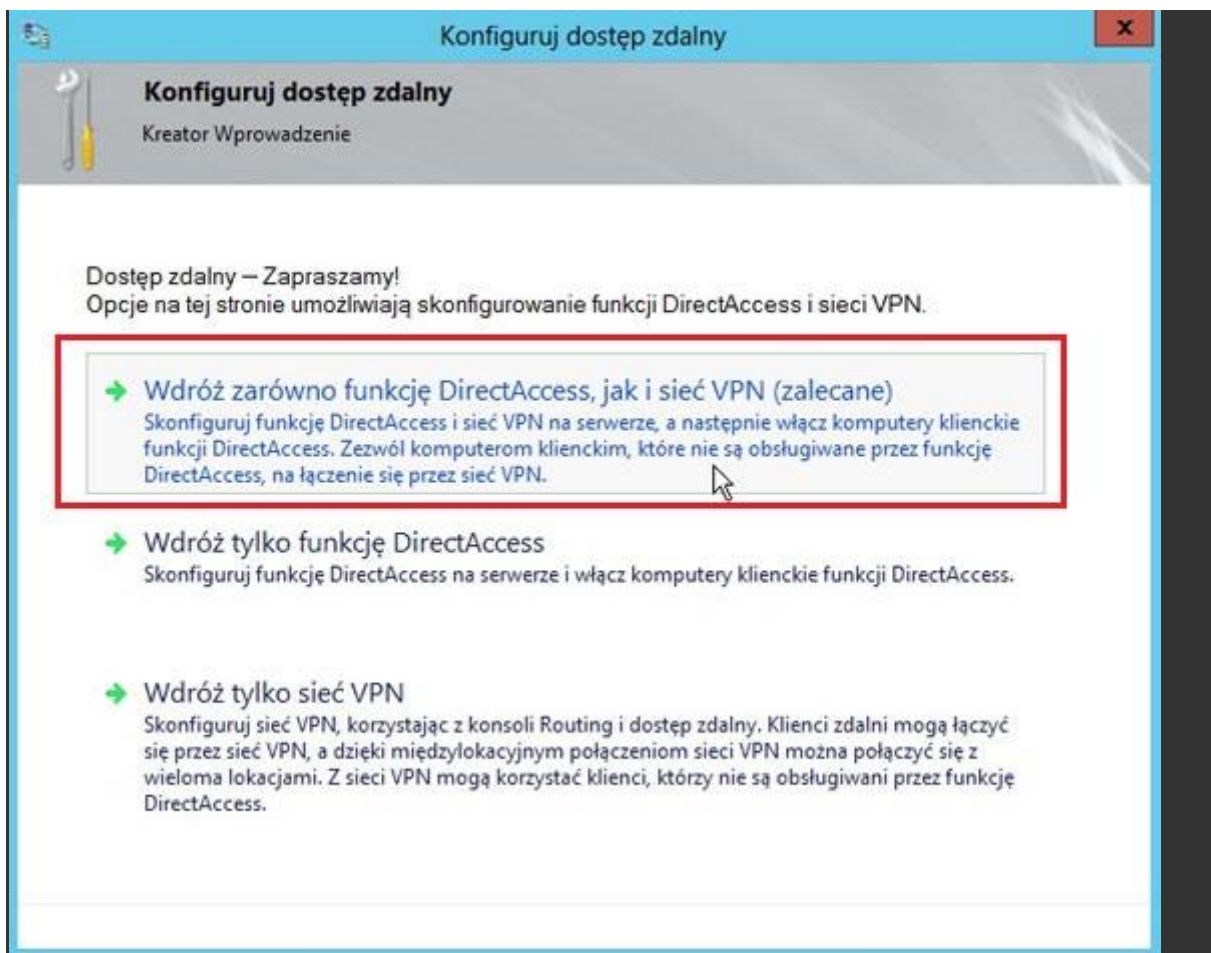 Konfiguruj dostęp zdalny
x
Konfiguruj dostęp zdalny
Kreator Wprowadzenie
Dostęp zdalny — Zapraszamy!
Opcje na tej stronie umożliwiają skonfigurowanie funkcji DirectAccess i sieci VPN.
Wdróż zarówno funkcję DirectAccess, jak i sieć VPN (zalecane)
Skonfiguruj funkcję DirectAccess i sieć VPN na serwerze, a następnie włącz komputery klienckie
funkcji DirectAccess. Zezwól komputerom klienckim, które nie są obsługiwane przez funkcję
DirectAccess, na łączenie się przez sieć VPN.
Wdróż tylko funkcję DirectAccess
Skonfiguruj funkcję DirectAccess na serwerze i włącz komputery klienckie funkcji DirectAccess.
Wdróż tylko sieć VPN
Skonfiguruj sieć VPN, korzystając z konsoli Routing i dostęp zdalny. Klienci zdalni mogą łączyć
się przez sieć VPN, a dzięki międzylokacyjnym połączeniom sieci VPN można połączyć się z
wieloma lokacjami. Z sieci VPN mogą korzystać klienci, którzy nie są obsługiwani przez funkcję
DirectAccess.